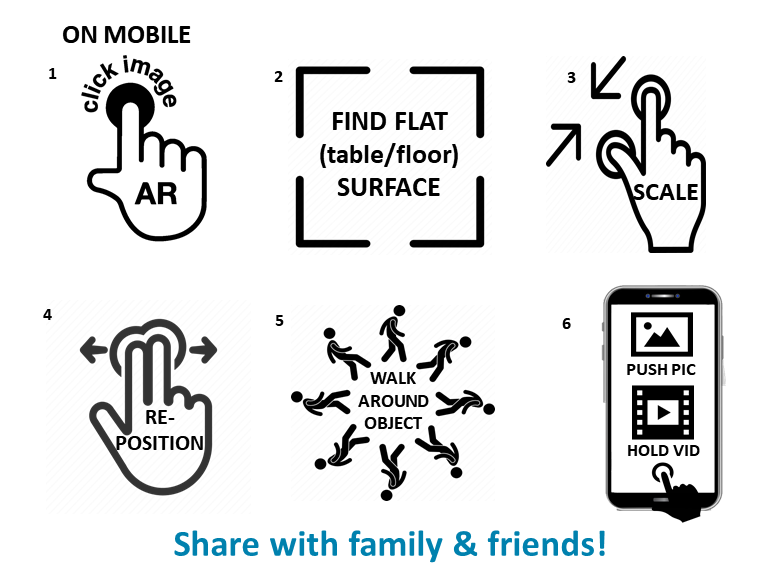 ON MOBILE
1
click image
AR
2
FIND FLAT
(table/floor)
SURFACE
3
SCALE
4
RE-
POSITION
5
WALK
AROUND
OBJECT
6
PUSH PIC
HOLD VID
Share with family & friends!